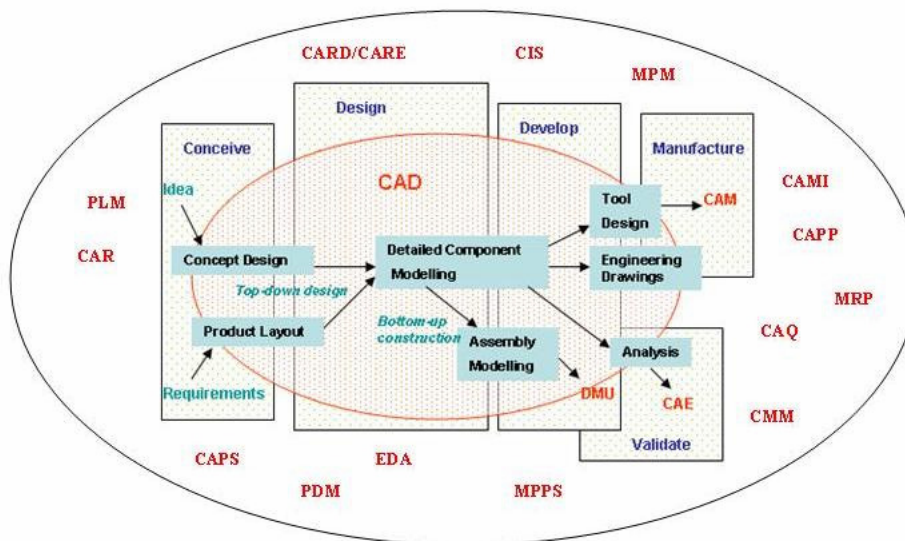 CARD/CARE
CIS
MPM
Design
Develop
Conceive
Manufacture
CAD
Idea
Tool
Design
CAM
CAMI
PLM
CAPP
CAR
Concept Design
Detailed Component
Modelling
Engineering
Drawings
Top-down design
MRP
Product Layout
Bottom-up
construction
Assembly
Modelling
Analysis
CAQ
Requirements
DMU
CAE
CMM
Validate
CAPS
EDA
PDM
MPPS